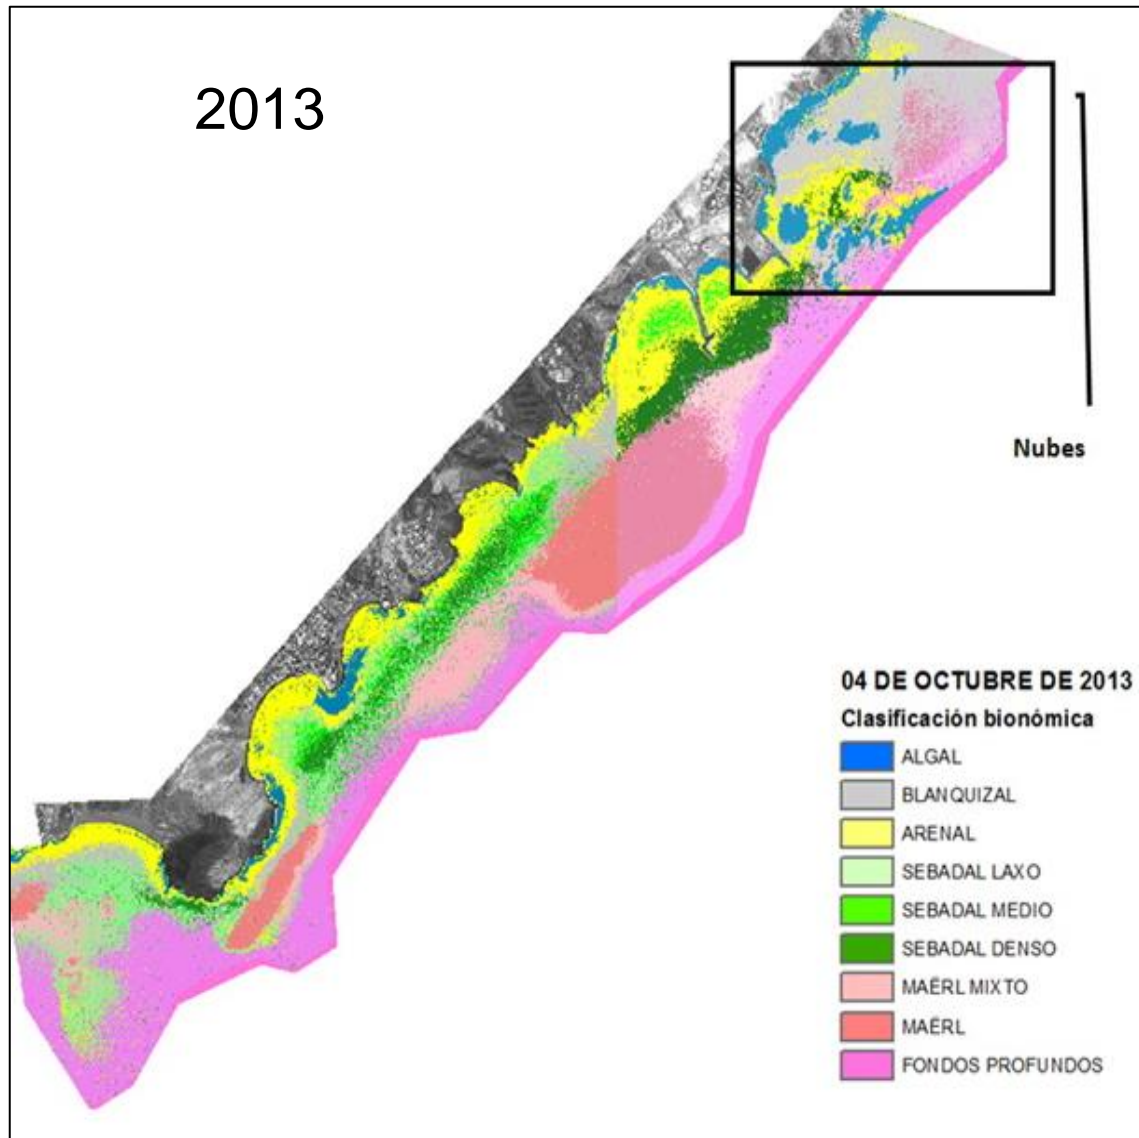 2013
Nubes
04 DE OCTUBRE DE 2013
Clasificación bionómica
ALGAL
BLANQUIZAL
ARENAL
SEBADAL LAXO
SEBADAL MEDIO
SEBADAL DENSO
MAËRL MIXTO
MAËRL
FONDOS PROFUNDOS